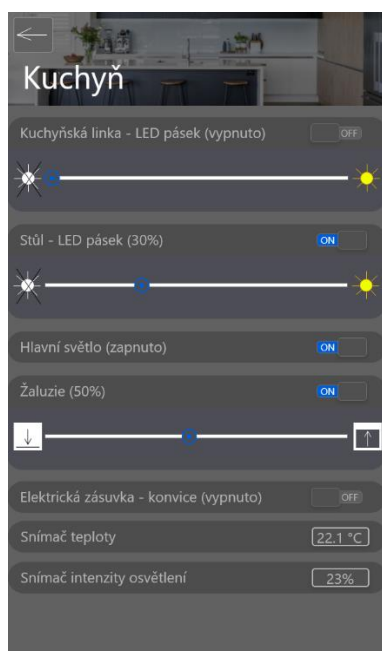 Kuchyň
Kuchyňská linka - LED pásek (vypnuto) OFF
Stůl - LED pásek (30%) ON
Hlavní světlo (zapnuto) ON
Žaluzie (50%) ON
Elektrická zásuvka - konvice (vypnuto) OFF
Snímač teploty 22.1 °C
Snímač intenzity osvětlení 23%